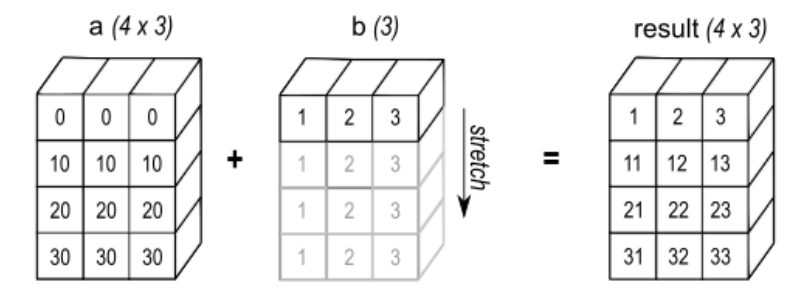 a (4 x 3) b (3) result (4 x 3)
0 0 0 1 2 3 1 2 3
10 10 10 + 1 2 3 stretch = 11 12 13
20 20 20 1 2 3 21 22 23
30 30 30 1 2 3 31 32 33